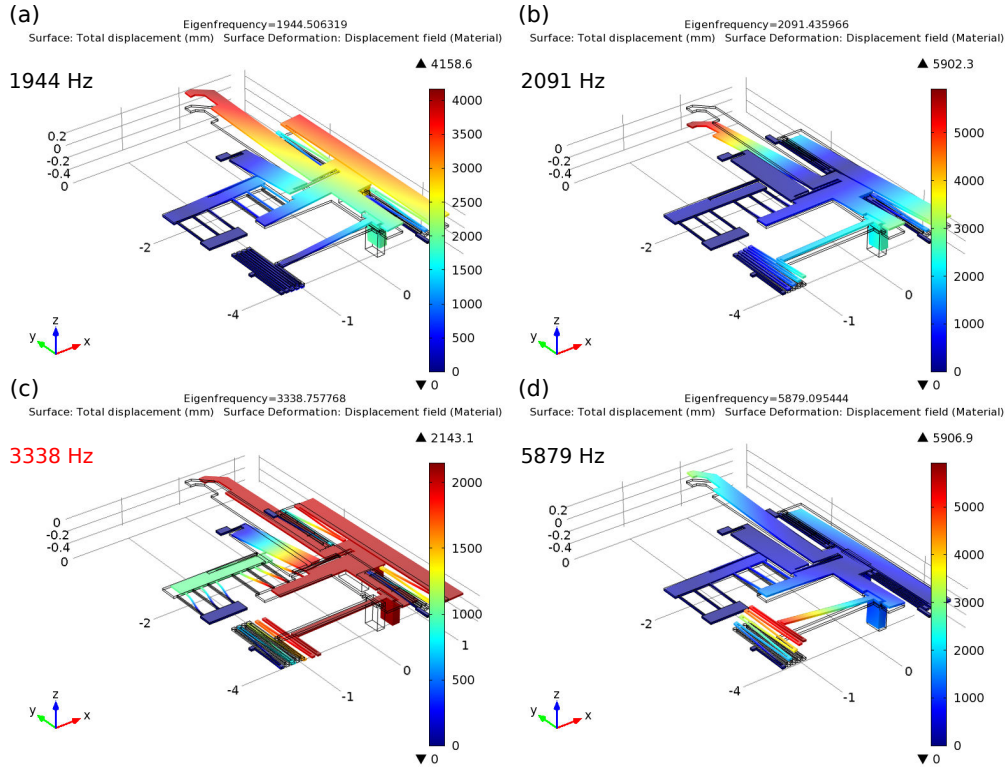 (a)
Eigenfrequency=1944.506319
Surface: Total displacement (mm) Surface Deformation: Displacement field (Material)
1944 Hz
▲ 4158.6
4000
3500
3000
2500
2000
1500
1000
500
0
▼ 0
0.2
0
-0.2
-0.4
0
-2
-4
0
-1
z
y
x
(b)
Eigenfrequency=2091.435966
Surface: Total displacement (mm) Surface Deformation: Displacement field (Material)
2091 Hz
▲ 5902.3
5000
4000
3000
2000
1000
0
▼ 0
0.2
0
-0.2
-0.4
0
-2
-4
0
-1
z
y
x
(c)
Eigenfrequency=3338.757768
Surface: Total displacement (mm) Surface Deformation: Displacement field (Material)
3338 Hz
▲ 2143.1
2000
1500
1000
1
500
0
▼ 0
0
-0.2
-0.4
0
-2
-4
0
-1
z
y
x
(d)
Eigenfrequency=5879.095444
Surface: Total displacement (mm) Surface Deformation: Displacement field (Material)
5879 Hz
▲ 5906.9
5000
4000
3000
2000
1000
0
▼ 0
0.2
0
-0.2
-0.4
0
-2
-4
0
-1
z
y
x